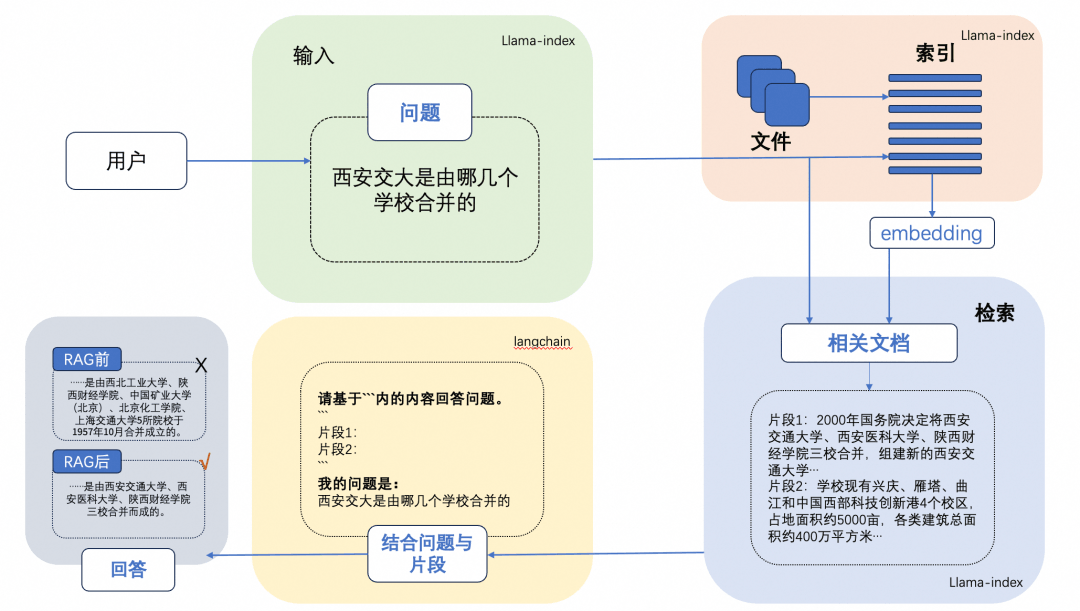 用户
输入
Llama-index
问题
西安交大是由哪几个
学校合并的
Llama-index
索引
文件
embedding
检索
相关文档
片段1：2000年国务院决定将西安
交通大学、西安医科大学、陕西财
经学院三校合并，组建新的西安交
通大学…
片段2：学校现有兴庆、雁塔、曲
江和中国西部科技创新港4个校区，
占地面积约5000亩，各类建筑总面
积约400万平方米…
Llama-index
langchain
请基于```内的内容回答问题。
```
片段1：
片段2：
```
我的问题是：
西安交大是由哪几个学校合并的
结合问题与
片段
RAG前
X
……是由西北工业大学、陕
西财经学院、中国矿业大学
（北京）、北京化工学院、
上海交通大学5所院校于
1957年10月合并成立的。
RAG后
√
……是由西安交通大学、西
安医科大学、陕西财经学院
三校合并而成的。
回答